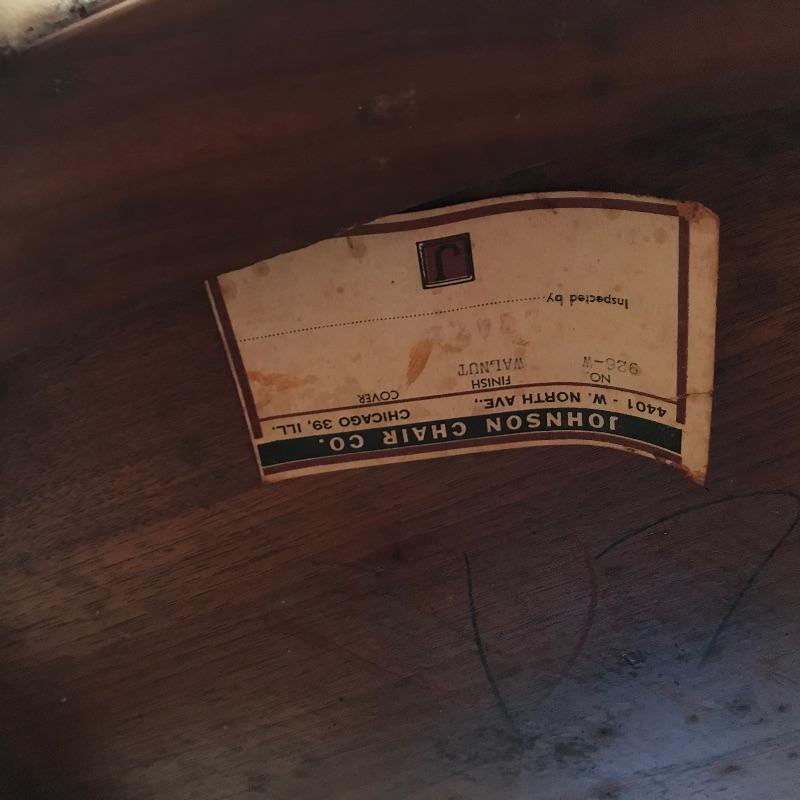 JOHNSON CHAIR CO.
4401 - W. NORTH AVE., CHICAGO 39, ILL.
NO. FINISH COVER
926-W WALNUT
Inspected by
J